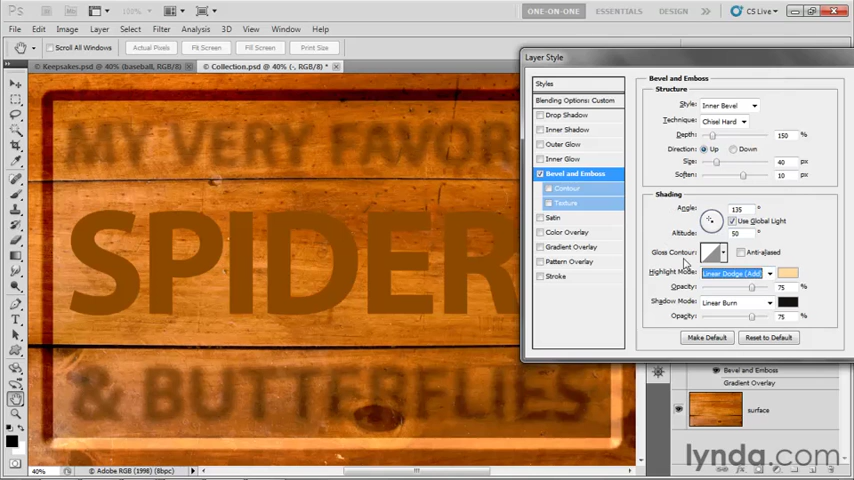 Ps
120%
ONE-ON-ONE
ESSENTIALS
DESIGN
CS Live
File Edit Image Layer Select Filter Analysis 3D View Window Help
Scroll All Windows
Actual Pixels
Fit Screen
Fill Screen
Print Size
Keepsakes.psd @ 40% (baseball, RGB/8)
Collection.psd @ 40% (-, RGB/8) *
MY VERY FAVOR
SPIDER
& BUTTERFLIES
40%
© Adobe RGB (1998) (8bpc)
Layer Style
Styles
Blending Options: Custom
Drop Shadow
Inner Shadow
Outer Glow
Inner Glow
Bevel and Emboss
Contour
Texture
Satin
Color Overlay
Gradient Overlay
Pattern Overlay
Stroke
Bevel and Emboss
Structure
Style: Inner Bevel
Technique: Chisel Hard
Depth: 150 %
Direction: Up Down
Size: 40 px
Soften: 10 px
Shading
Angle: 135 °
Use Global Light
Altitude: 50 °
Gloss Contour: Anti-aliased
Highlight Mode: Linear Dodge (Add)
Opacity: 75 %
Shadow Mode: Linear Burn
Opacity: 75 %
Make Default
Reset to Default
Bevel and Emboss
Gradient Overlay
surface
lynda.com